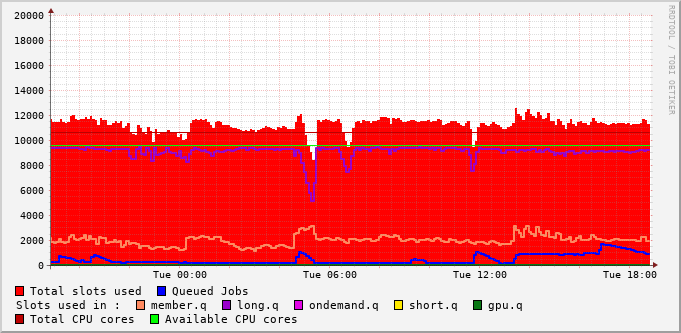 RRDTOOL / TOBI OETIKER
20000
18000
16000
14000
12000
10000
8000
6000
4000
2000
0
Tue 00:00 Tue 06:00 Tue 12:00 Tue 18:00
Total slots used Queued Jobs
Slots used in : member.q long.q ondemand.q short.q gpu.q
Total CPU cores Available CPU cores